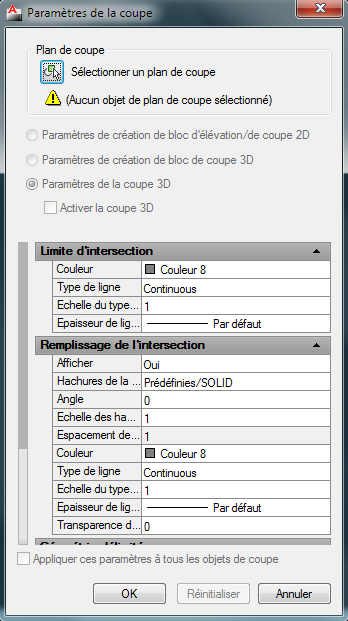 Paramètres de la coupe
Plan de coupe
Sélectionner un plan de coupe
(Aucun objet de plan de coupe sélectionné)
Paramètres de création de bloc d'élévation/de coupe 2D
Paramètres de création de bloc de coupe 3D
Paramètres de la coupe 3D
Activer la coupe 3D
Limite d'intersection
Couleur Couleur 8
Type de ligne Continuous
Echelle du type... 1
Epaisseur de lig... Par défaut
Remplissage de l'intersection
Afficher Oui
Hachures de la ... Prédéfinies/SOLID
Angle 0
Echelle des ha... 1
Espacement de... 1
Couleur Couleur 8
Type de ligne Continuous
Echelle du type... 1
Epaisseur de lig... Par défaut
Transparence d... 0
Appliquer ces paramètres à tous les objets de coupe
OK Réinitialiser Annuler